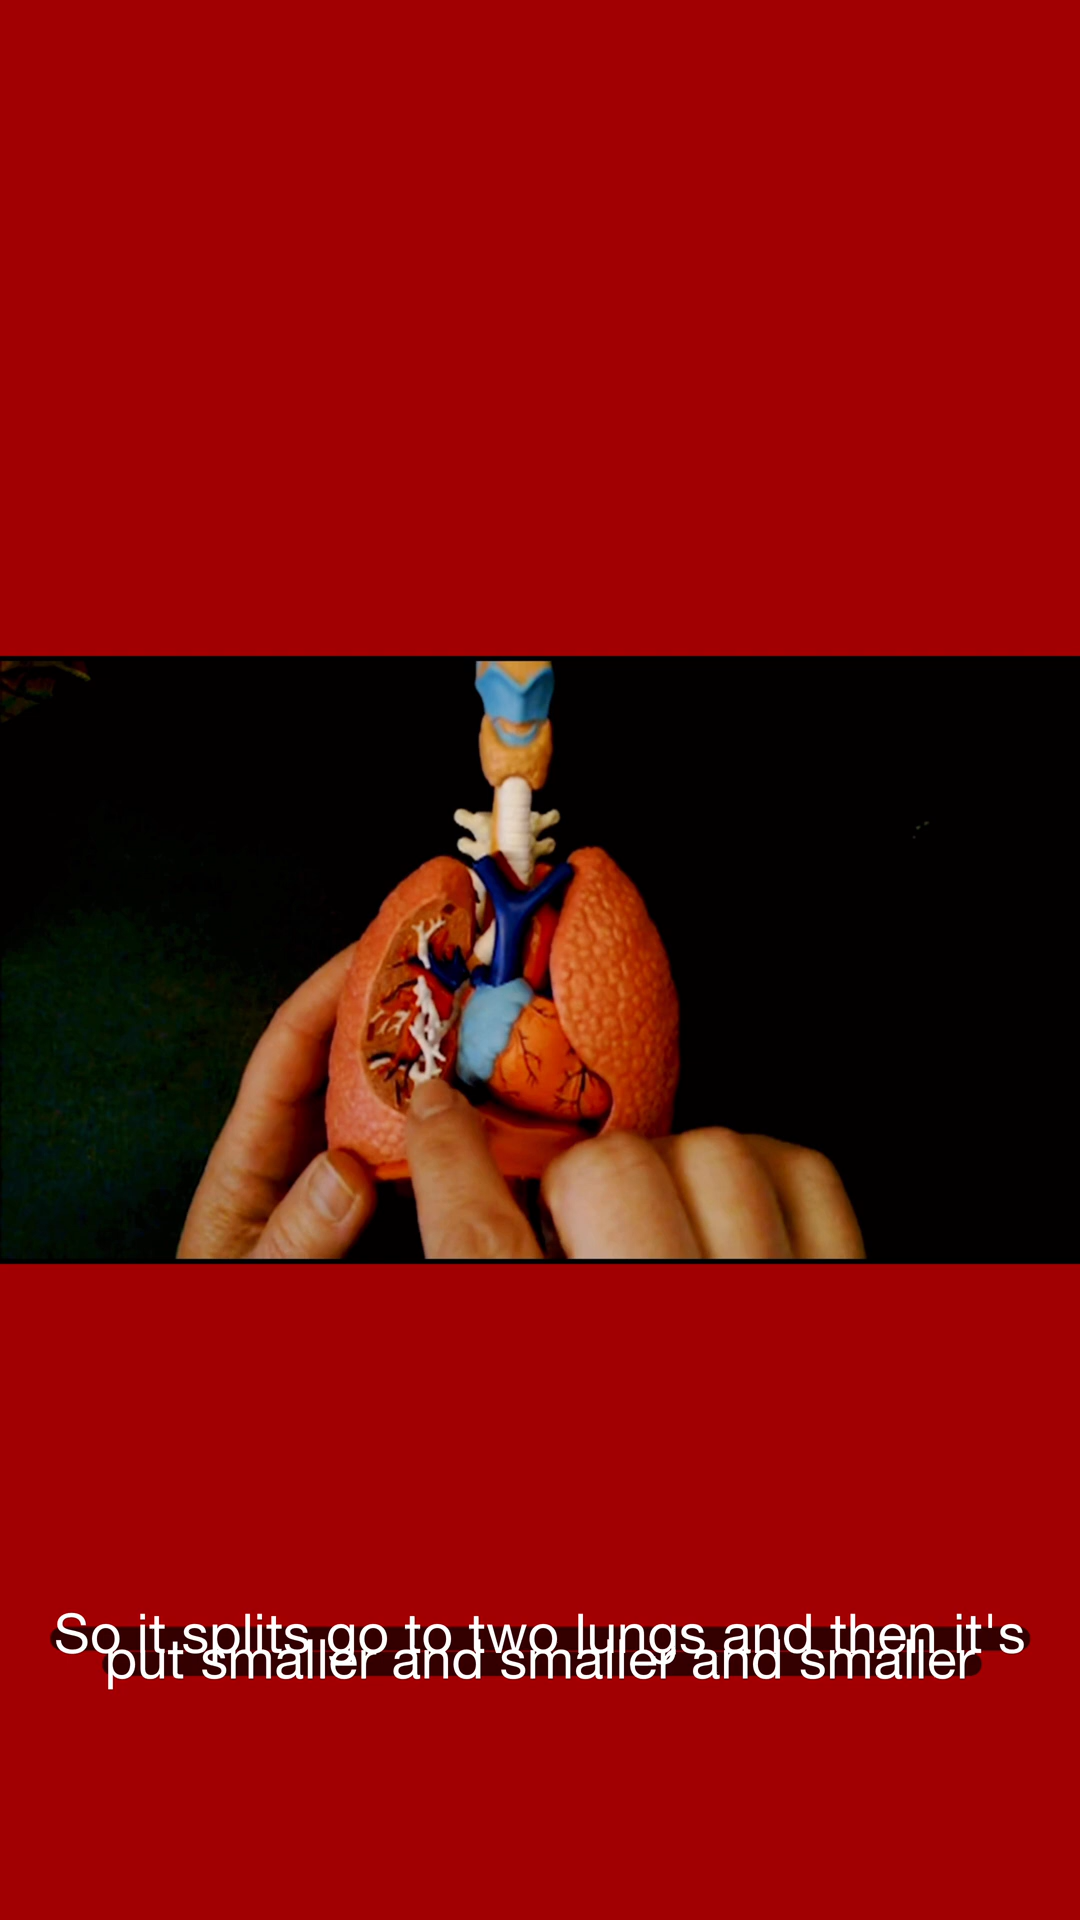 So it splits go to two lungs and then it's
put smaller and smaller and smaller